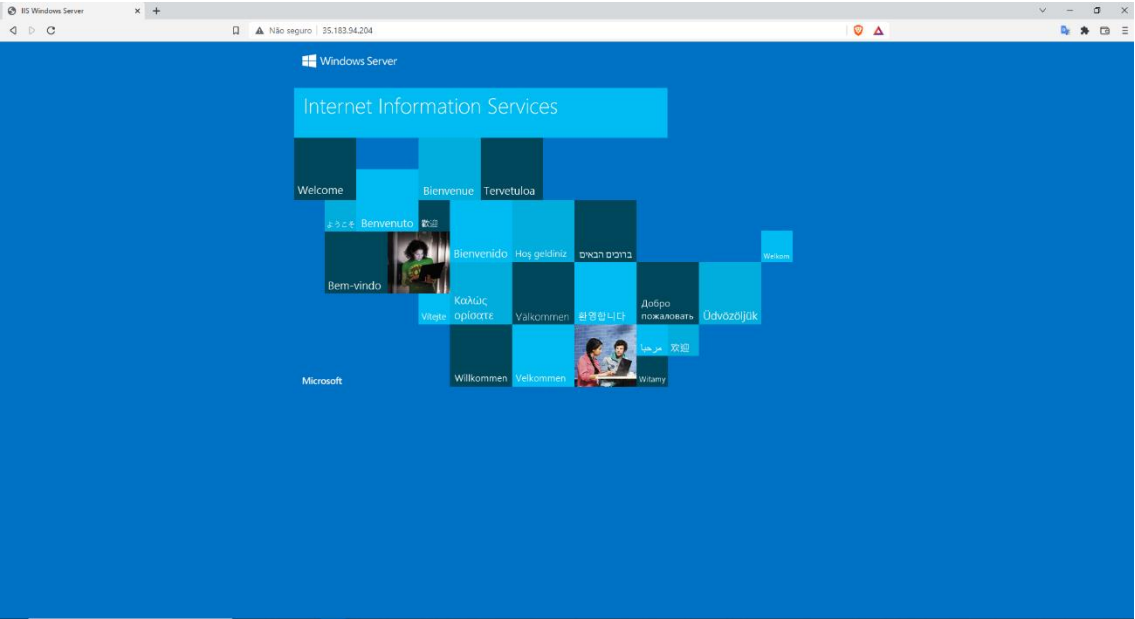 IIS Windows Server
Não seguro | 35.183.94.204
Windows Server
Internet Information Services
Welcome
Bienvenue
Tervetuloa
ようこそ
Benvenuto
歡迎
Bienvenido
Hoş geldiniz
ברוכים הבאים
Welkom
Bem-vindo
Vítejte
Καλώς
ορίσατε
Välkommen
환영합니다
Добро
пожаловать
Üdvözöljük
مرحبا
欢迎
Microsoft
Willkommen
Velkommen
Witamy